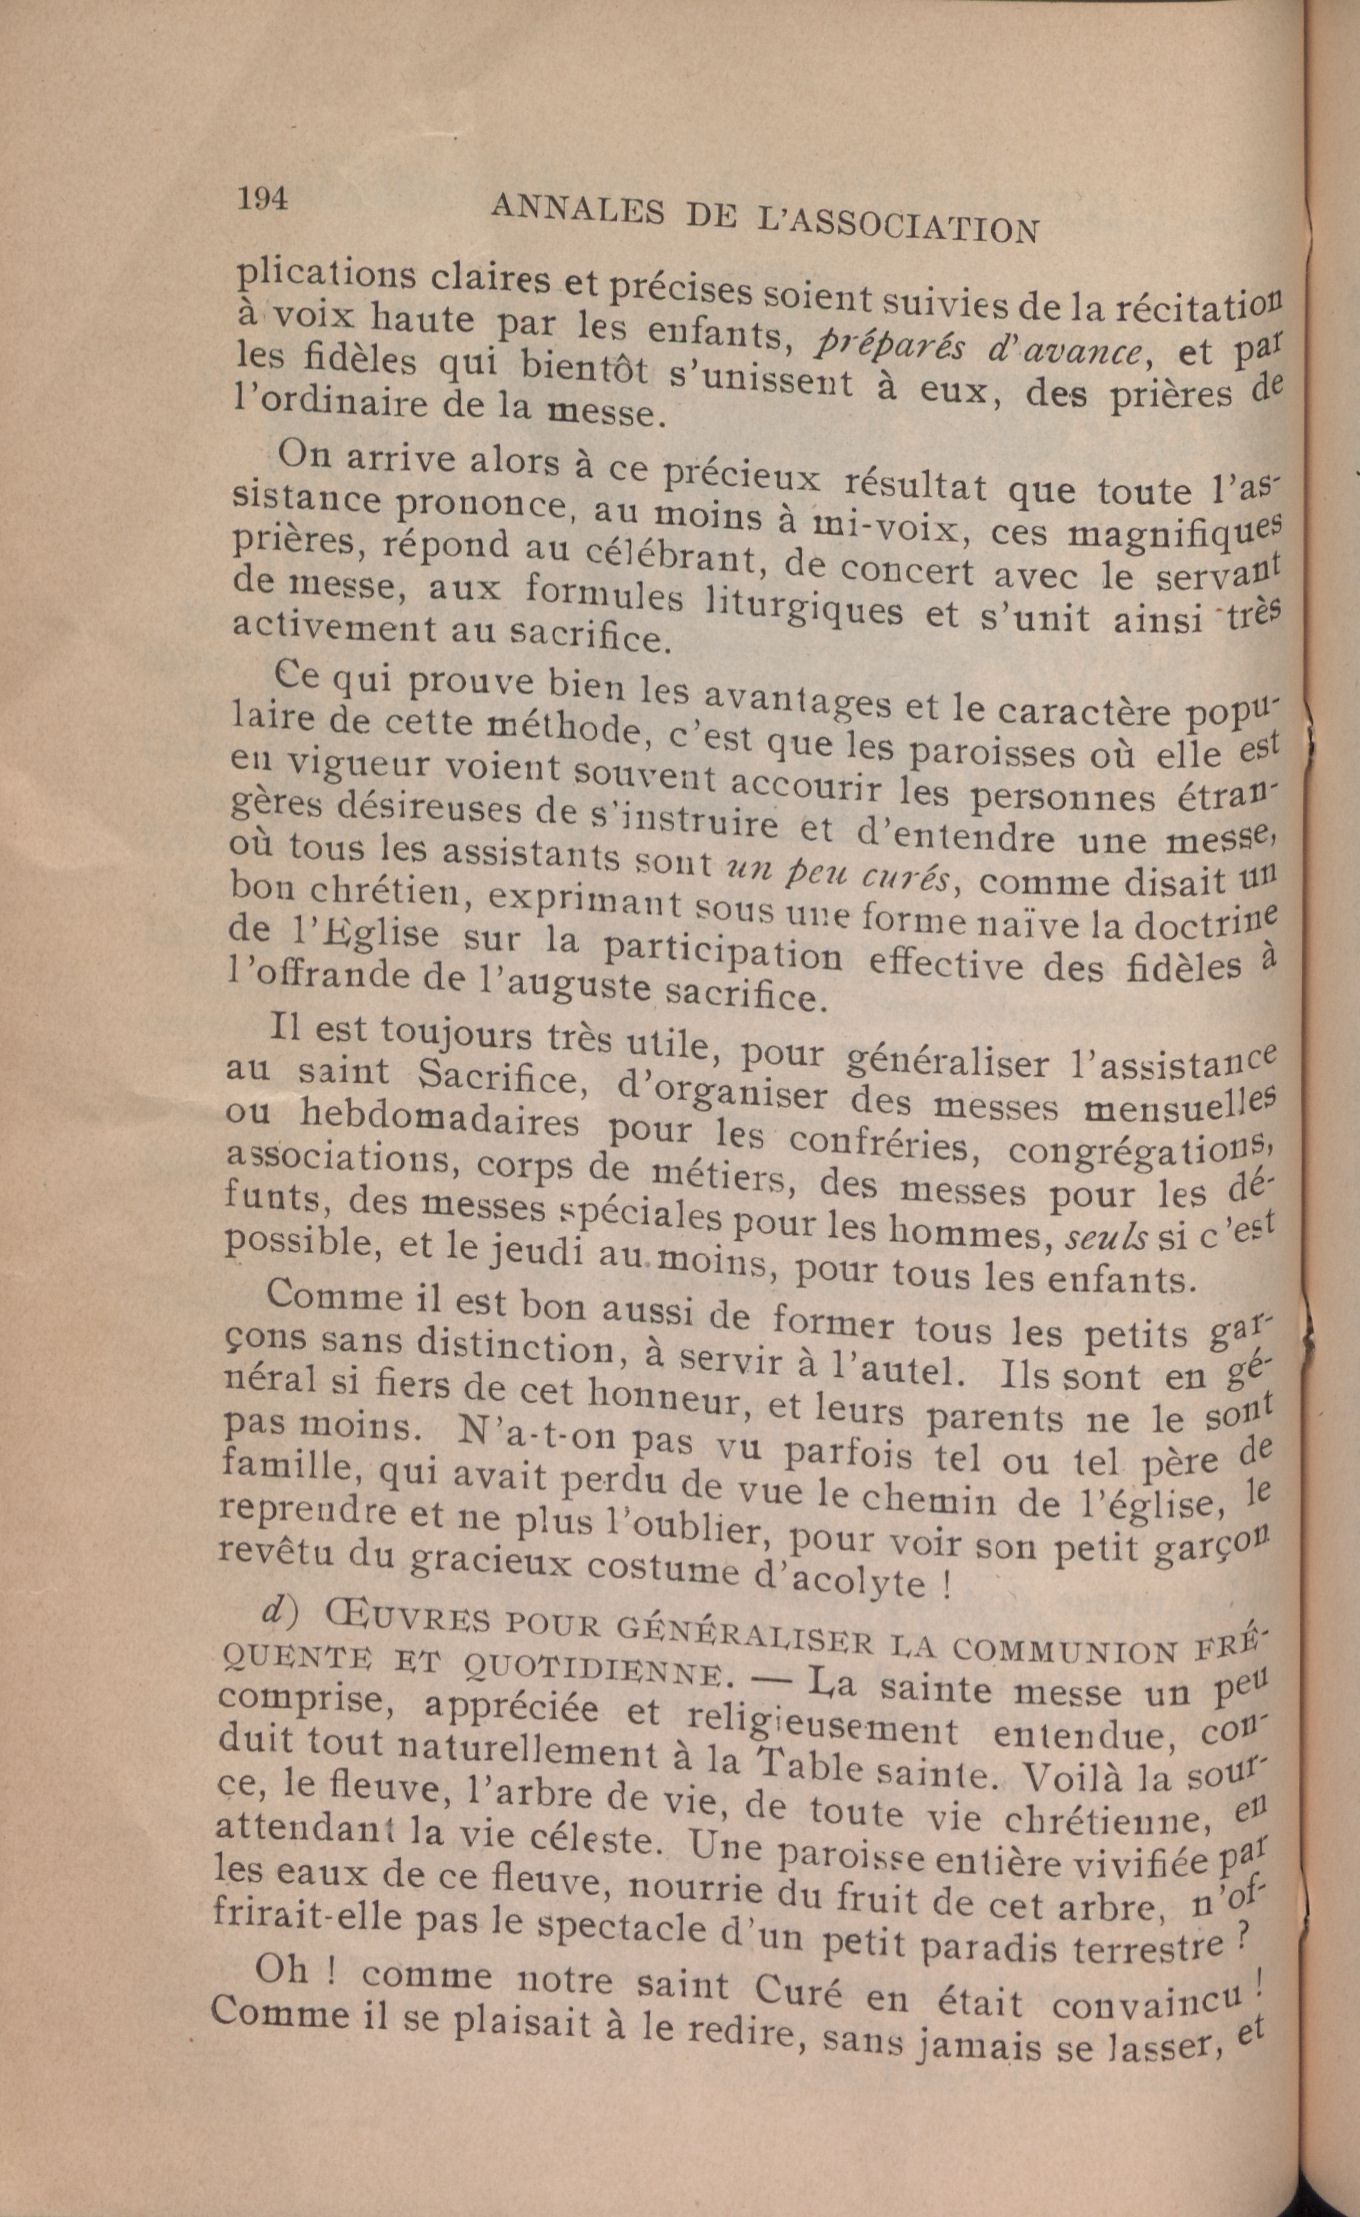 194
ANNALES DE L'ASSOCIATION
plications claires et précises soient suivies de la récitation
à voix haute par les enfants, préparés d'avance, et par
les fidèles qui bientôt s'unissent à eux, des prières de
l'ordinaire de la messe.
On arrive alors à ce précieux résultat que toute l'as-
sistance prononce, au moins à mi-voix, ces magnifiques
prières, répond au célébrant, de concert avec le servant
de messe, aux formules liturgiques et s'unit ainsi très
activement au sacrifice.
Ce qui prouve bien les avantages et le caractère popu-
laire de cette méthode, c'est que les paroisses où elle est
en vigueur voient souvent accourir les personnes étran-
gères désireuses de s'instruire et d'entendre une messe,
où tous les assistants sont un peu curés, comme disait un
bon chrétien, exprimant sous une forme naïve la doctrine
de l'Église sur la participation effective des fidèles à
l'offrande de l'auguste sacrifice.
Il est toujours très utile, pour généraliser l'assistance
au saint Sacrifice, d'organiser des messes mensuelles
ou hebdomadaires pour les confréries, congrégations,
associations, corps de métiers, des messes pour les dé-
funts, des messes spéciales pour les hommes, seuls si c'est
possible, et le jeudi au moins, pour tous les enfants.
Comme il est bon aussi de former tous les petits gar-
çons sans distinction, à servir à l'autel. Ils sont en gé-
néral si fiers de cet honneur, et leurs parents ne le sont
pas moins. N'a-t-on pas vu parfois tel ou tel père de
famille, qui avait perdu de vue le chemin de l'église, le
reprendre et ne plus l'oublier, pour voir son petit garçon
revêtu du gracieux costume d'acolyte !
d) ŒUVRES POUR GÉNÉRALISER LA COMMUNION FRÉ-
QUENTE ET QUOTIDIENNE. — La sainte messe un peu
comprise, appréciée et religieusement entendue, con-
duit tout naturellement à la Table sainte. Voilà la sour-
ce, le fleuve, l'arbre de vie, de toute vie chrétienne, en
attendant la vie céleste. Une paroisse entière vivifiée par
les eaux de ce fleuve, nourrie du fruit de cet arbre, n'of-
frirait-elle pas le spectacle d'un petit paradis terrestre ?
Oh ! comme notre saint Curé en était convaincu !
Comme il se plaisait à le redire, sans jamais se lasser, et